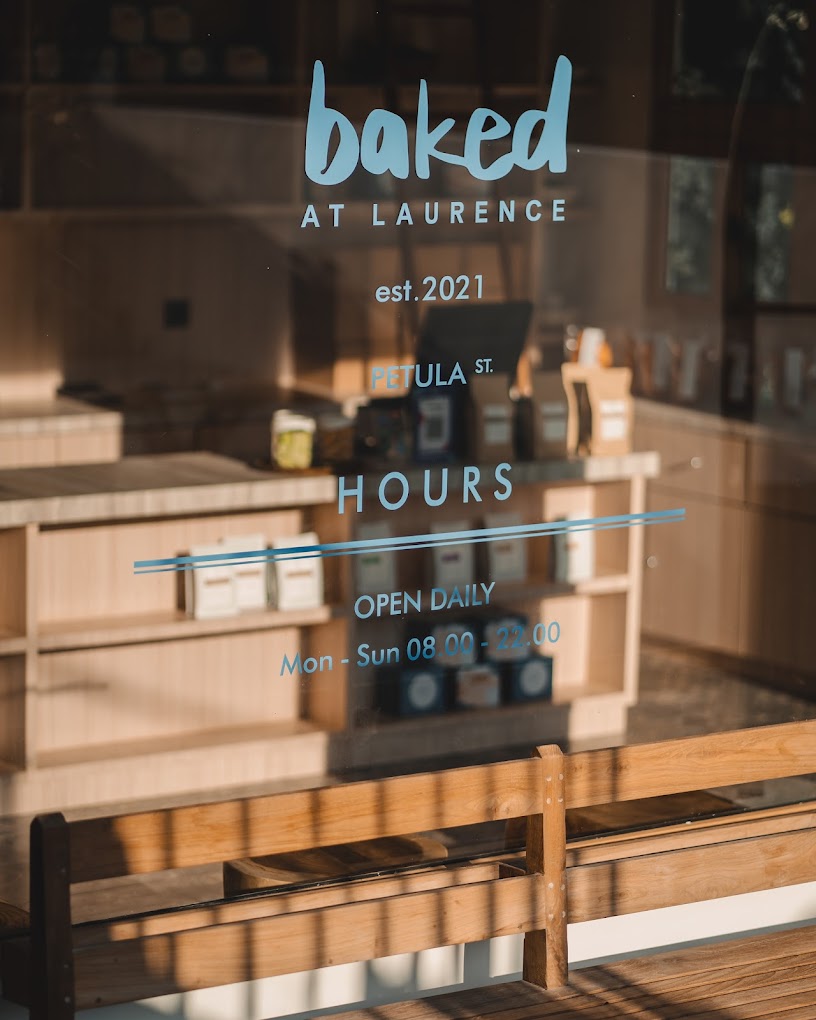 baked
AT LAURENCE
est.2021
PETULA ST.
HOURS
OPEN DAILY
Mon - Sun 08.00 - 22.00